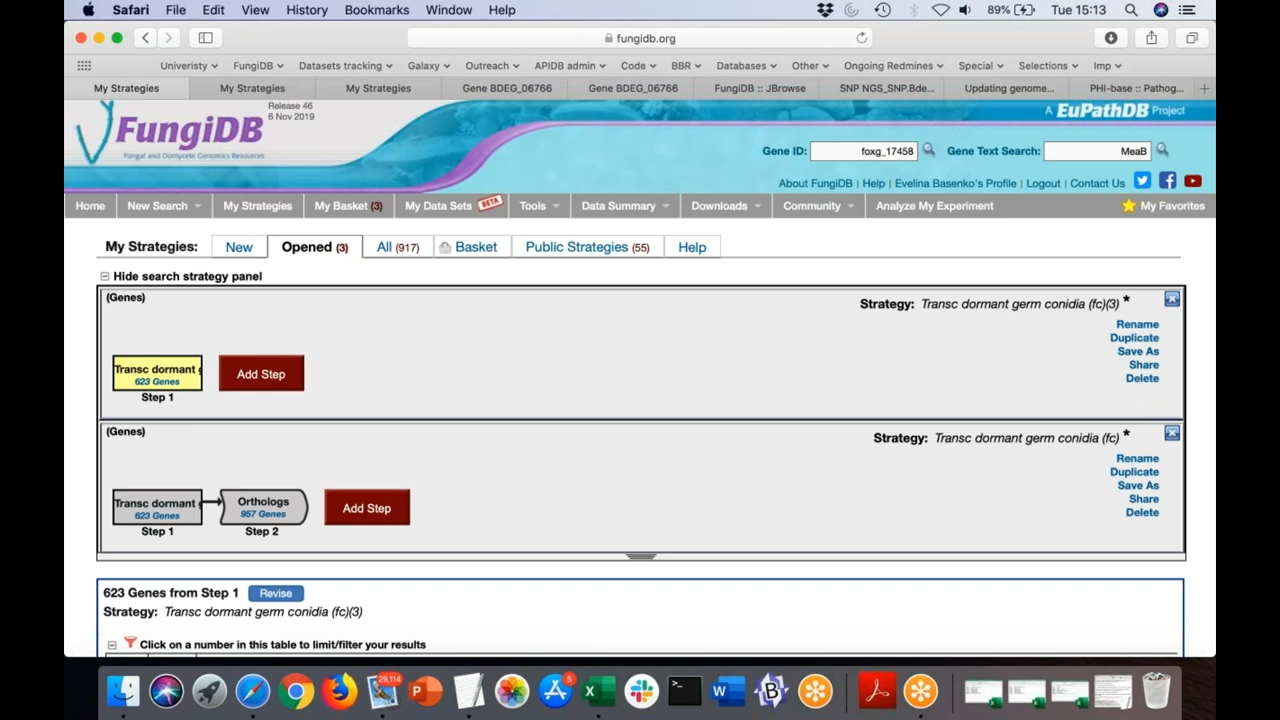 Safari File Edit View History Bookmarks Window Help 89% Tue 15:13
fungidb.org
Univeristy FungiDB Datasets tracking Galaxy Outreach APIDB admin Code BBR Databases Other Ongoing Redmines Special Selections Imp
My Strategies My Strategies My Strategies Gene BDEG_06766 Gene BDEG_06766 FungiDB :: JBrowse SNP NGS_SNP.Bde... Updating genome... PHI-base :: Pathog...
FungiDB
Fungal and Oomycete Genomics Resources
Release 46
6 Nov 2019
A EuPathDB Project
Gene ID: foxg_17458 Gene Text Search: MeaB
About FungiDB | Help | Evelina Basenko's Profile | Logout | Contact Us
Home New Search My Strategies My Basket (3) My Data Sets BETA Tools Data Summary Downloads Community Analyze My Experiment My Favorites
My Strategies: New Opened (3) All (917) Basket Public Strategies (55) Help
Hide search strategy panel
(Genes)
Strategy: Transc dormant germ conidia (fc)(3) *
Rename
Duplicate
Save As
Share
Delete
Transc dormant g
623 Genes
Step 1
Add Step
(Genes)
Strategy: Transc dormant germ conidia (fc) *
Rename
Duplicate
Save As
Share
Delete
Transc dormant g
623 Genes
Step 1
Orthologs
957 Genes
Step 2
Add Step
623 Genes from Step 1 Revise
Strategy: Transc dormant germ conidia (fc)(3)
Click on a number in this table to limit/filter your results
29,114
5